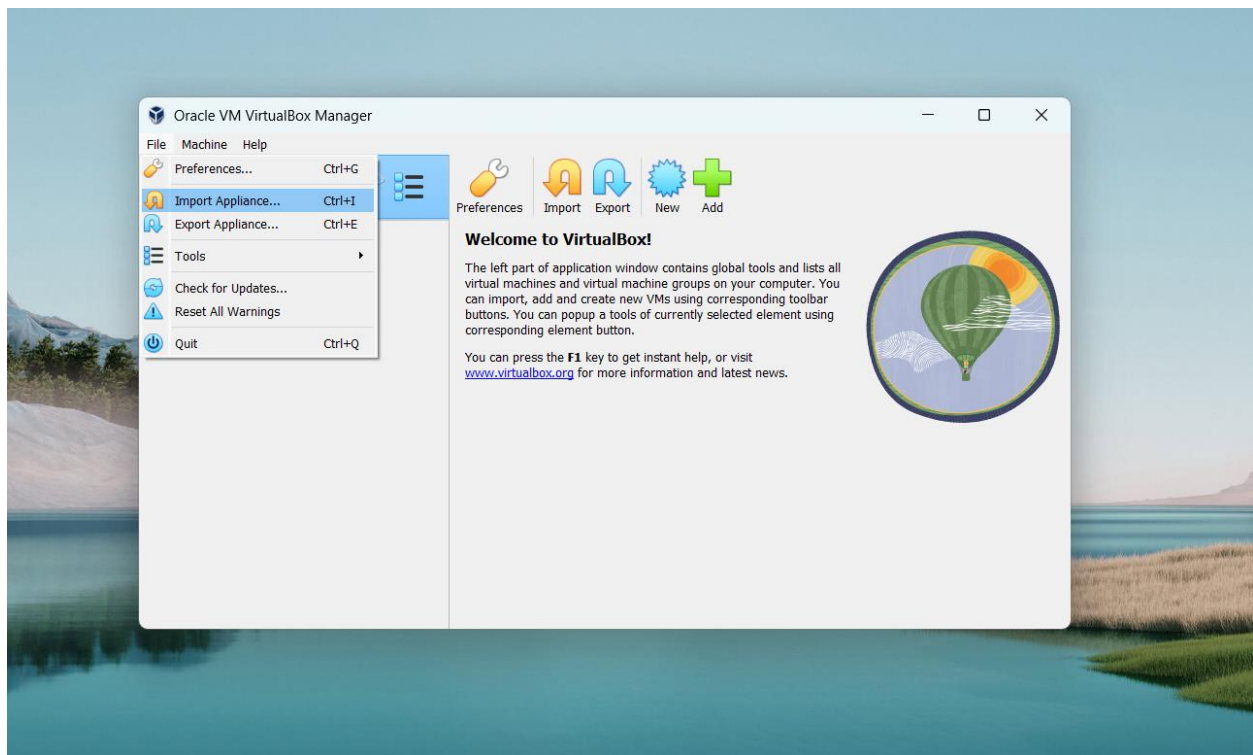 Oracle VM VirtualBox Manager
File Machine Help
Preferences... Ctrl+G
Import Appliance... Ctrl+I
Export Appliance... Ctrl+E
Tools
Check for Updates...
Reset All Warnings
Quit Ctrl+Q
Preferences Import Export New Add
Welcome to VirtualBox!
The left part of application window contains global tools and lists all
virtual machines and virtual machine groups on your computer. You
can import, add and create new VMs using corresponding toolbar
buttons. You can popup a tools of currently selected element using
corresponding element button.
You can press the F1 key to get instant help, or visit
www.virtualbox.org for more information and latest news.